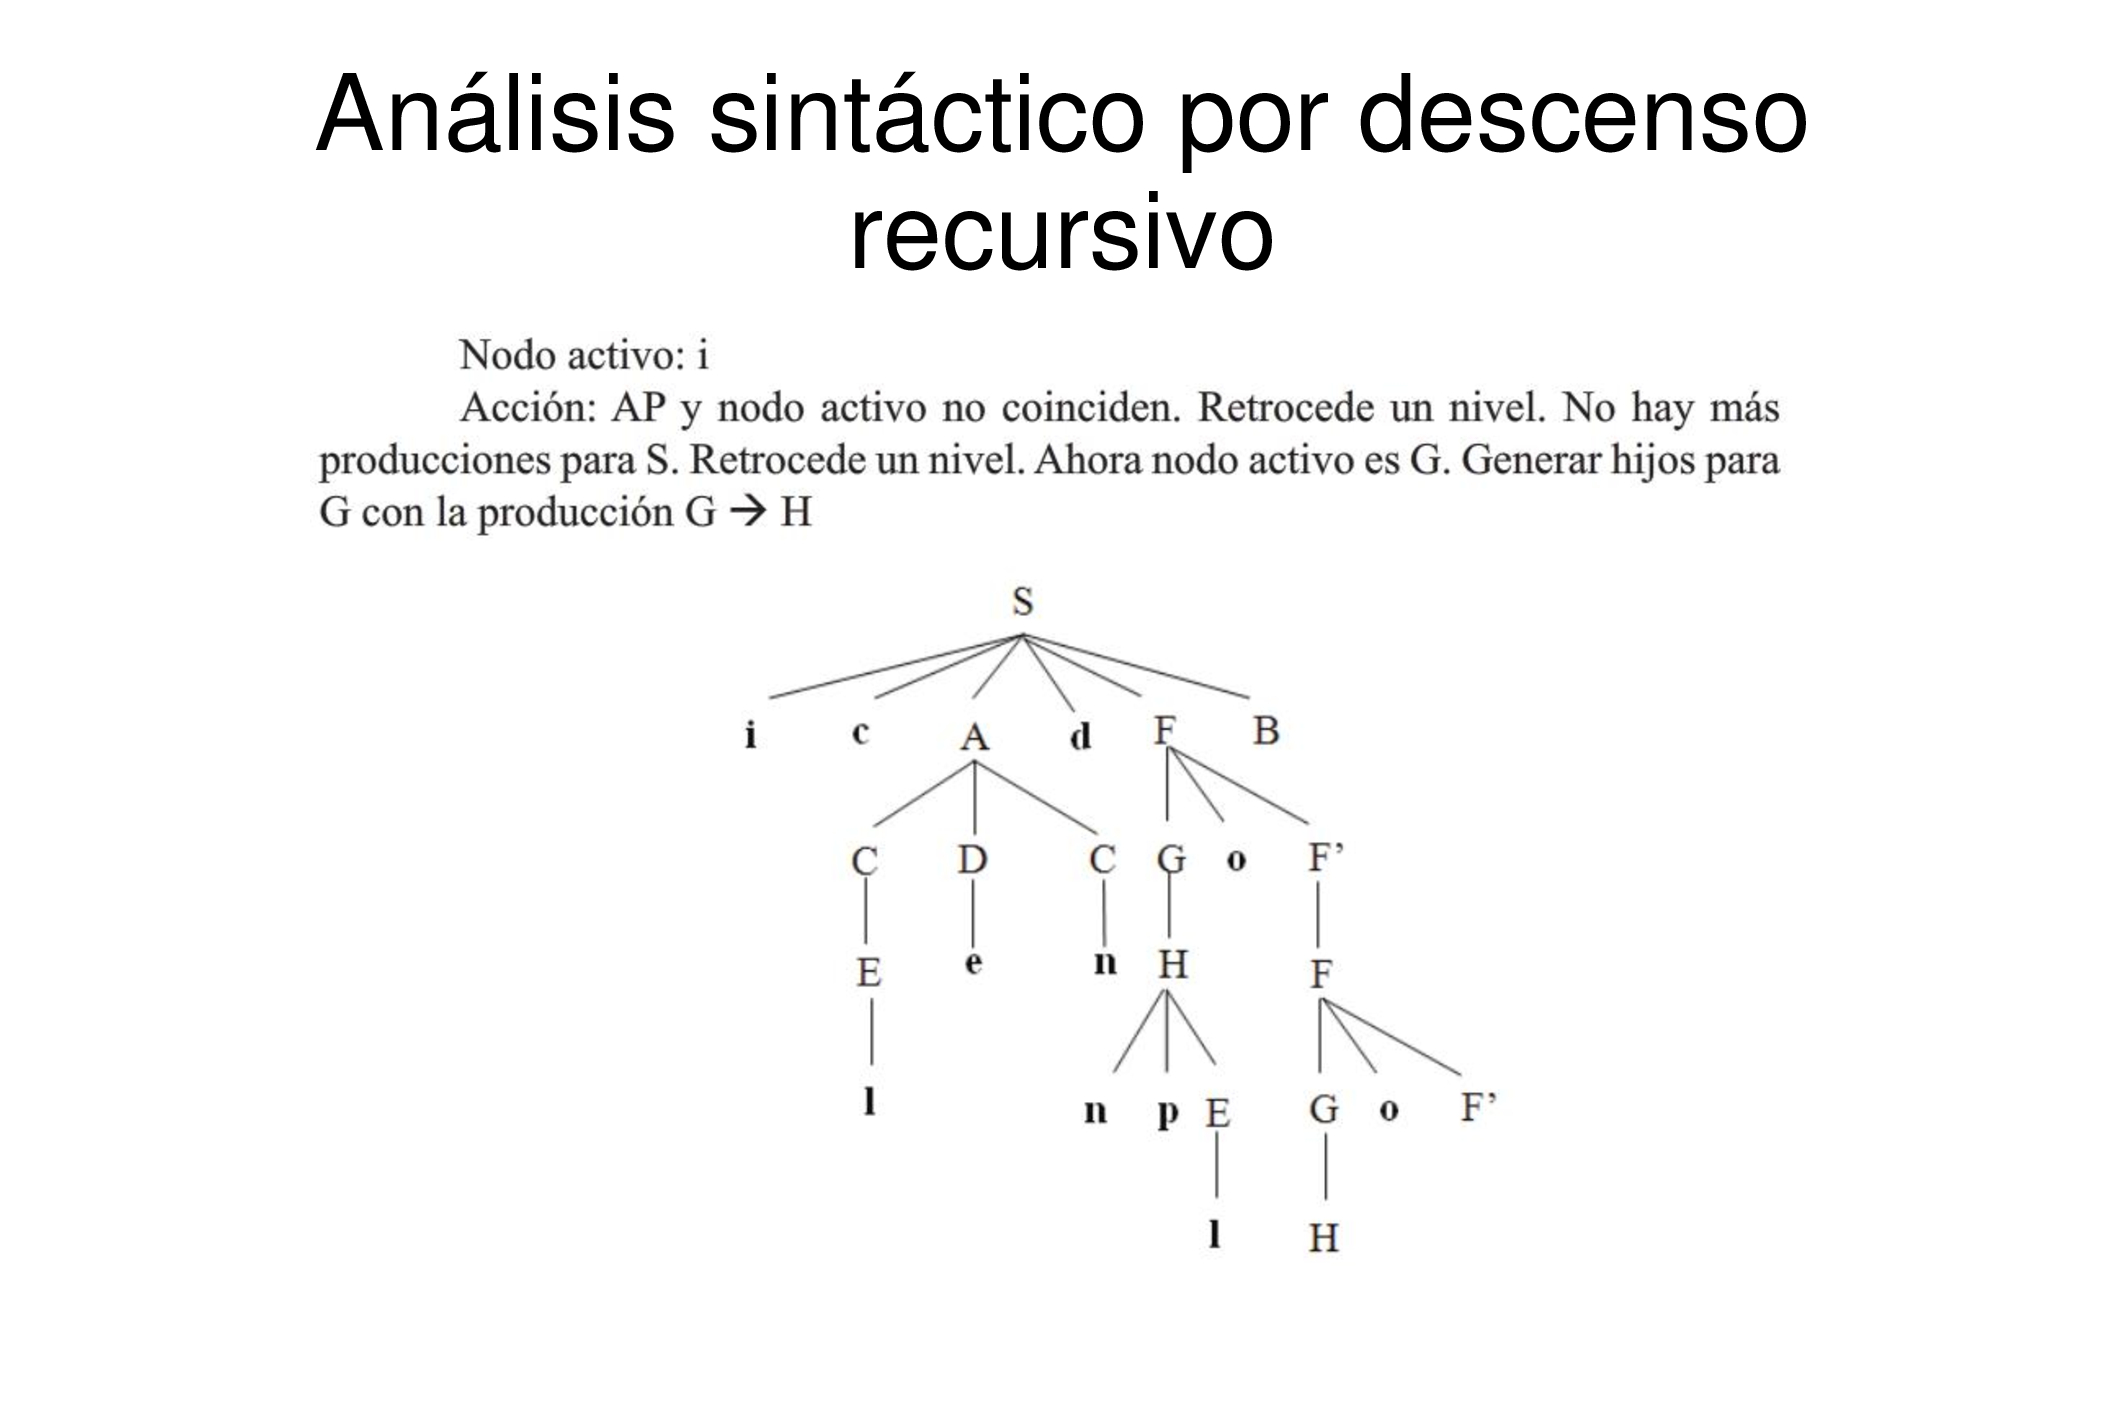 Análisis sintáctico por descenso
recursivo
Nodo activo: i
Acción: AP y nodo activo no coinciden. Retrocede un nivel. No hay más
producciones para S. Retrocede un nivel. Ahora nodo activo es G. Generar hijos para
G con la producción G → H
S
i c A d F B
C D C G o F’
E e n H F
l n p E G o F’
l H